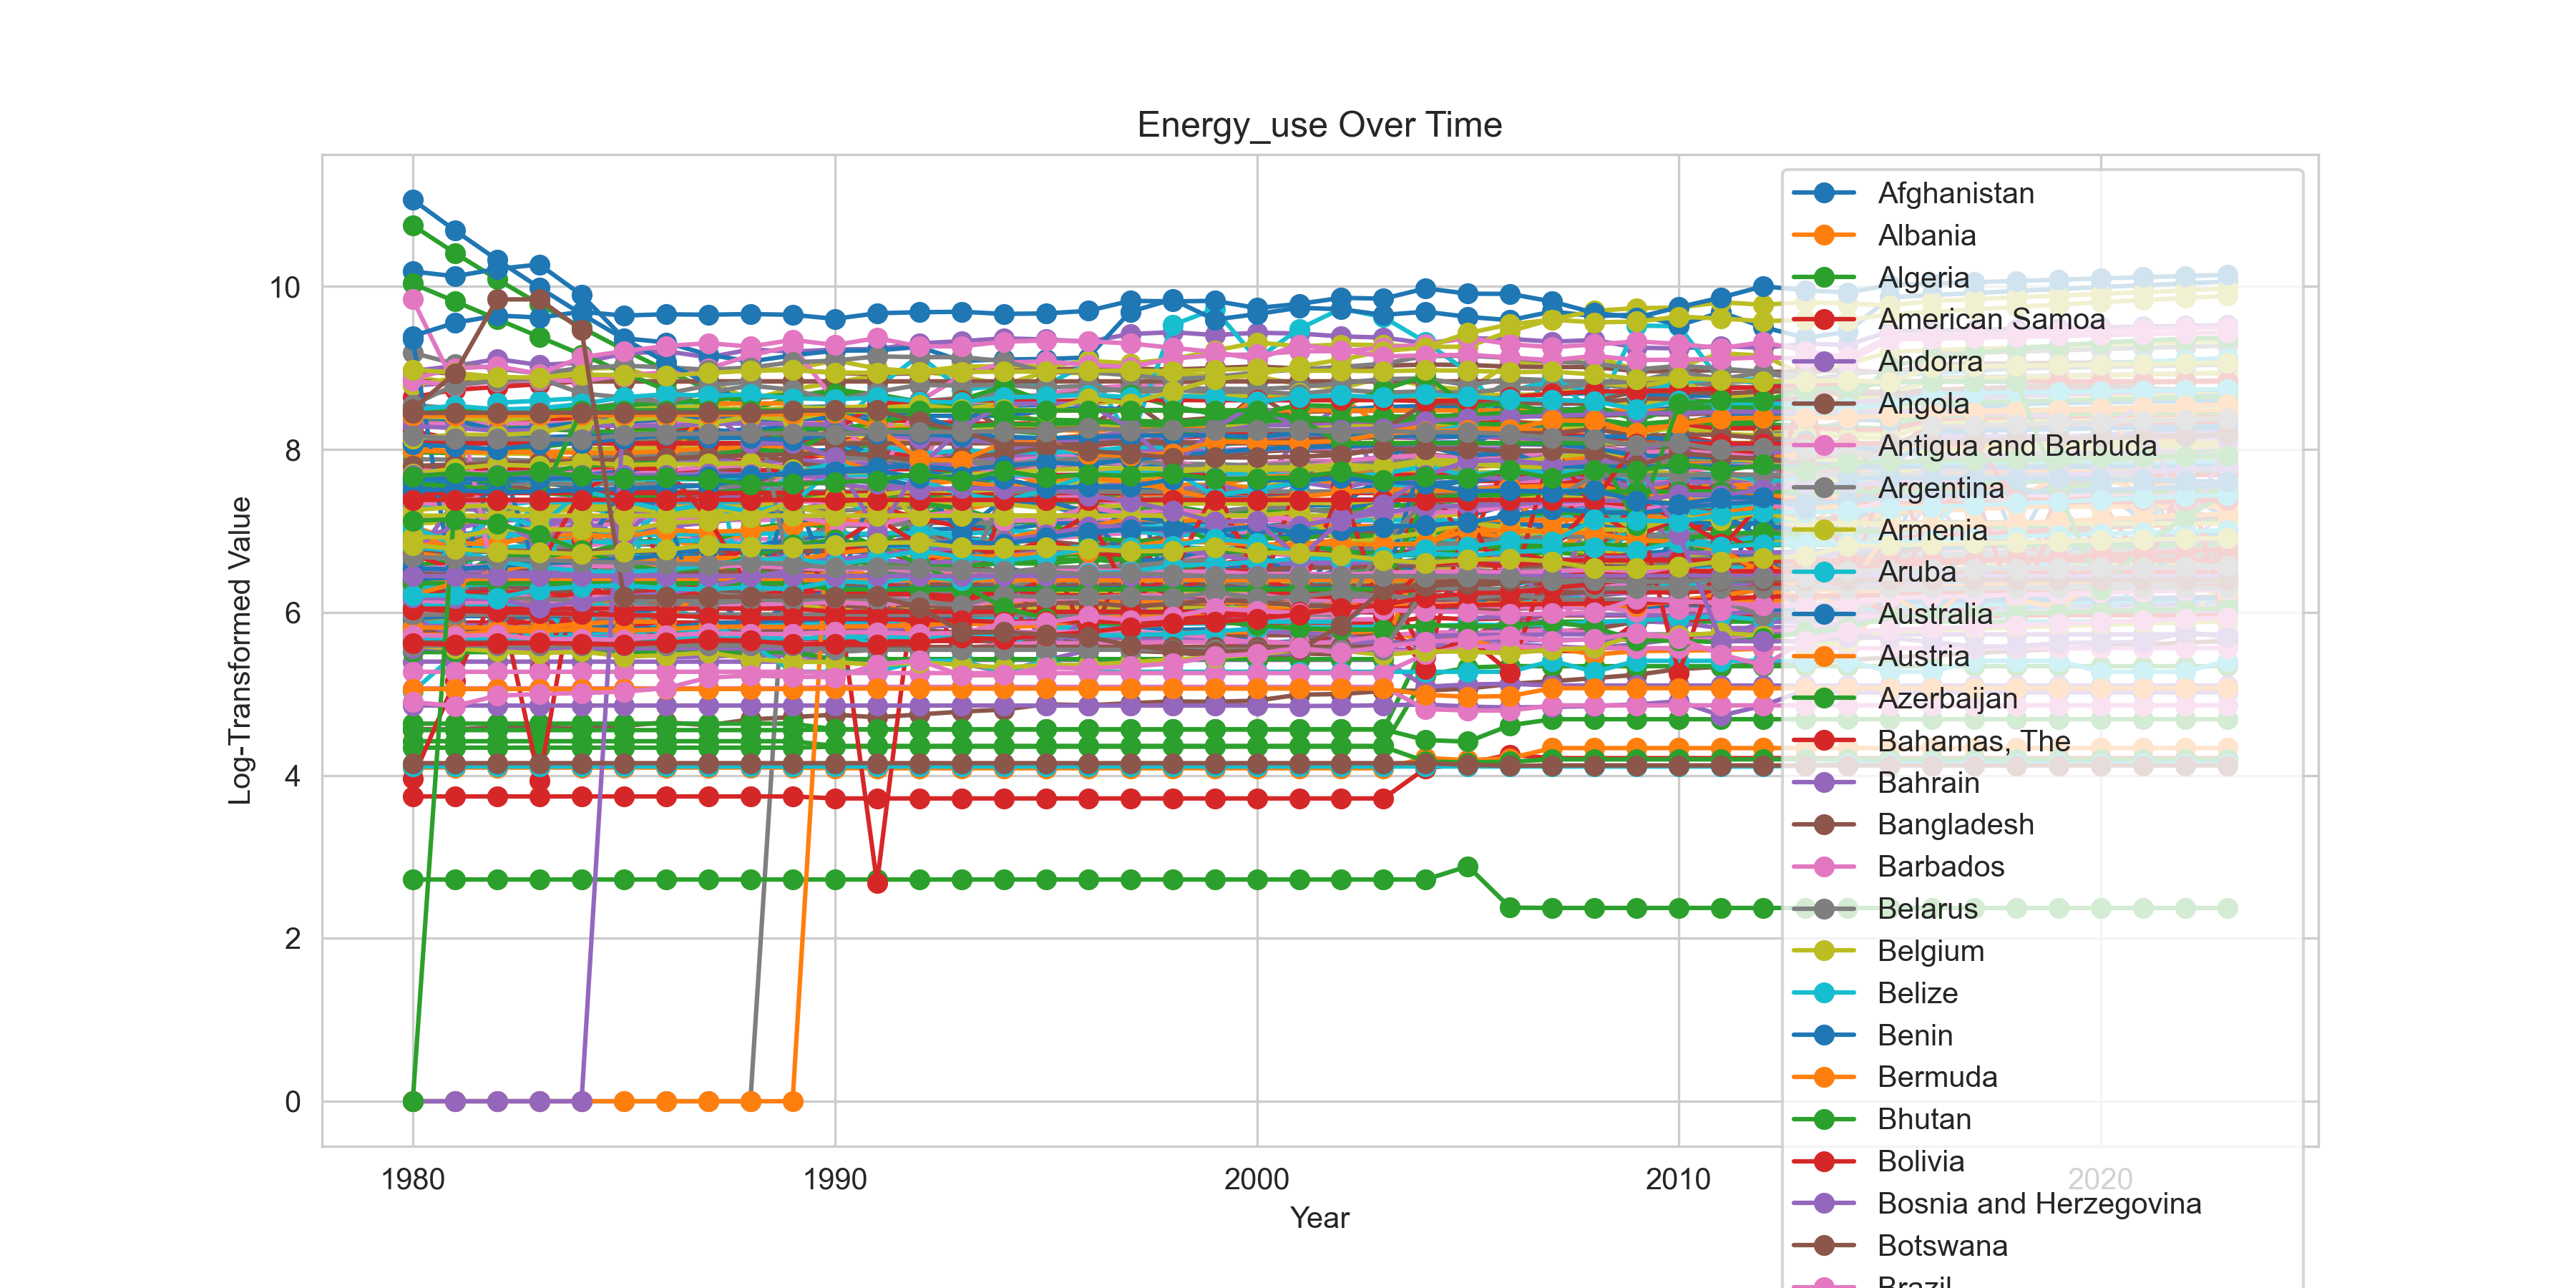 Energy_use Over Time
Log-Transformed Value
10
8
6
4
2
0
1980
1990
2000
2010
2020
Year
Afghanistan
Albania
Algeria
American Samoa
Andorra
Angola
Antigua and Barbuda
Argentina
Armenia
Aruba
Australia
Austria
Azerbaijan
Bahamas, The
Bahrain
Bangladesh
Barbados
Belarus
Belgium
Belize
Benin
Bermuda
Bhutan
Bolivia
Bosnia and Herzegovina
Botswana
Brazil